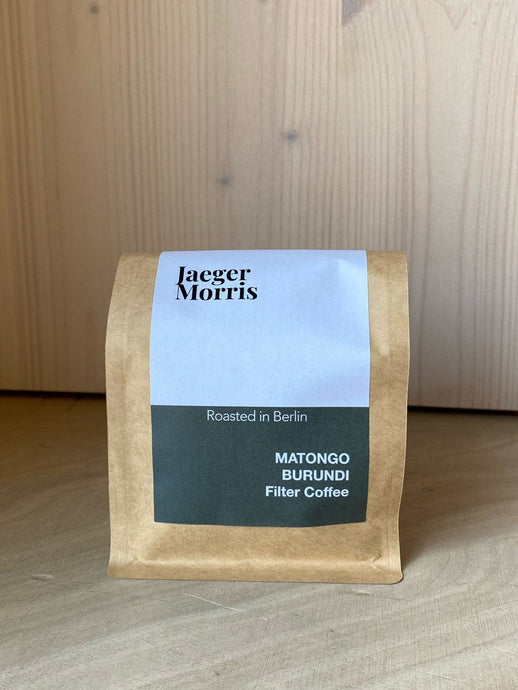 Jaeger
Morris
Roasted in Berlin
MATONGO
BURUNDI
Filter Coffee